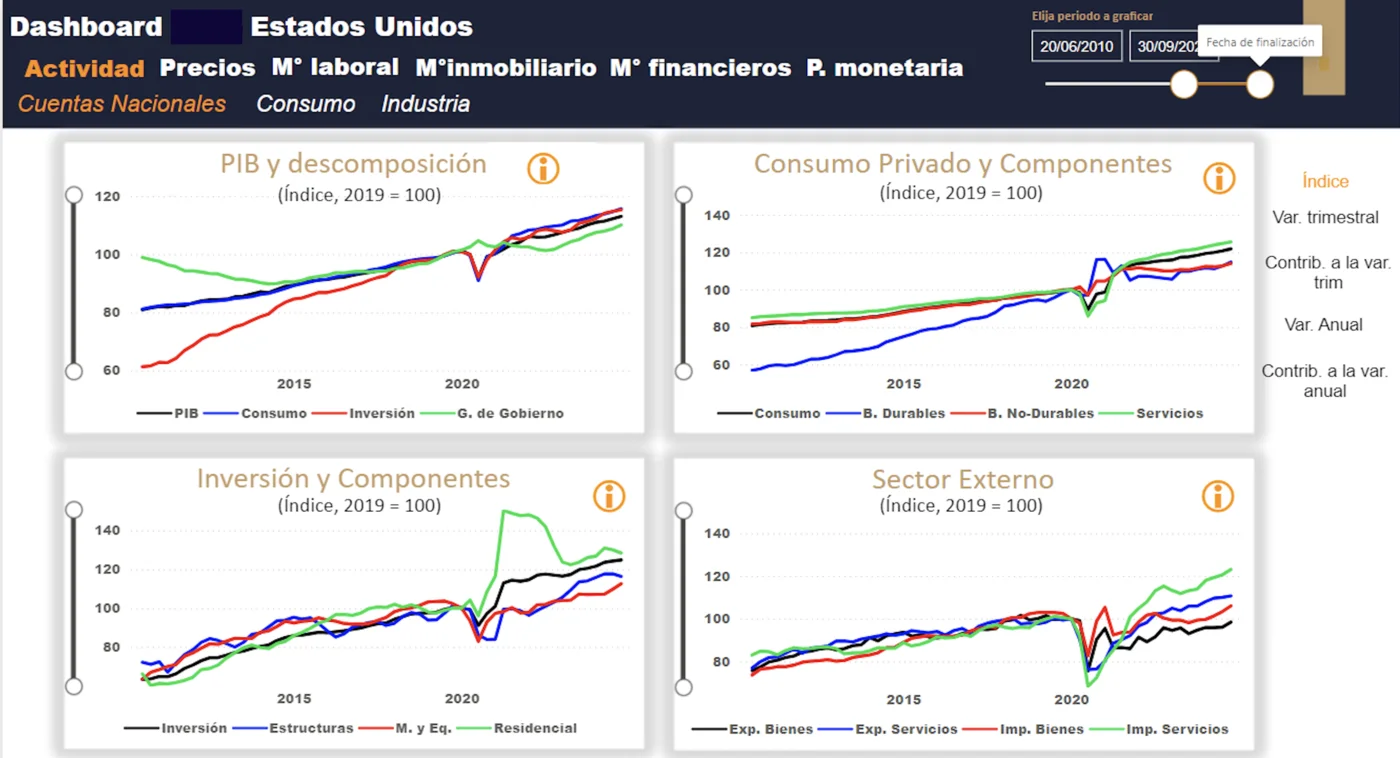 Dashboard Estados Unidos
Elija periodo a graficar
20/06/2010 30/09/202
Fecha de finalización
Actividad Precios M° laboral M°inmobiliario M° financieros P. monetaria
Cuentas Nacionales Consumo Industria
PIB y descomposición
(Índice, 2019 = 100)
120
100
80
60
2015 2020
PIB Consumo Inversión G. de Gobierno
Consumo Privado y Componentes
(Índice, 2019 = 100)
140
120
100
80
60
2015 2020
Consumo B. Durables B. No-Durables Servicios
Índice
Var. trimestral
Contrib. a la var.
trim
Var. Anual
Contrib. a la var.
anual
Inversión y Componentes
(Índice, 2019 = 100)
140
120
100
80
2015 2020
Inversión Estructuras M. y Eq. Residencial
Sector Externo
(Índice, 2019 = 100)
140
120
100
80
2015 2020
Exp. Bienes Exp. Servicios Imp. Bienes Imp. Servicios